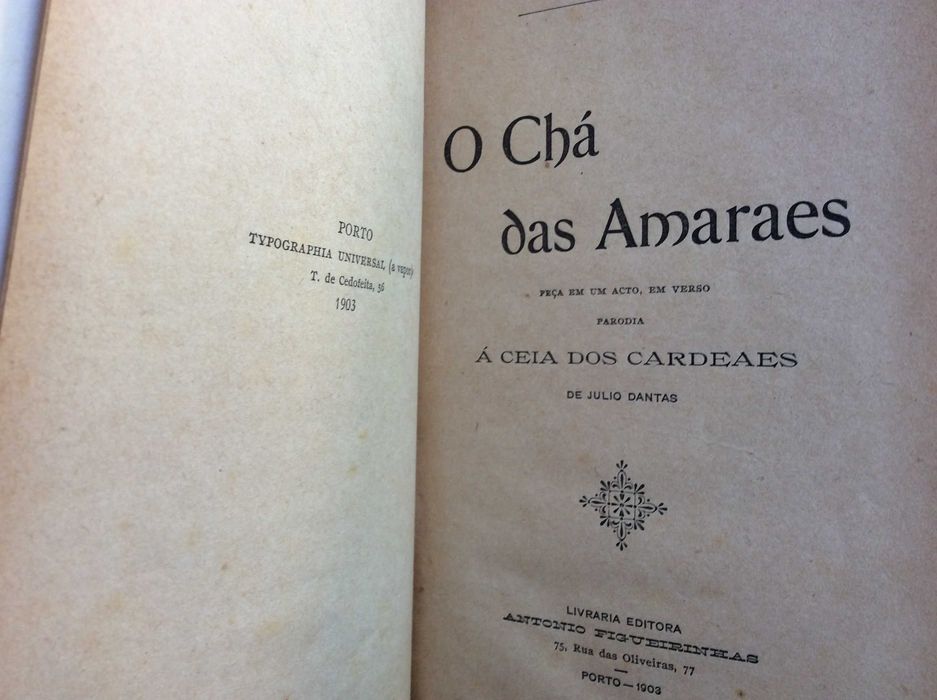 PORTO
TYPOGRAPHIA UNIVERSAL (a vapor)
T. de Cedofeita, 56
1903
O Chá
das Amaraes
PEÇA EM UM ACTO, EM VERSO
PARODIA
Á CEIA DOS CARDEAES
DE JULIO DANTAS
LIVRARIA EDITORA
ANTONIO FIGUEIRINHAS
75, Rua das Oliveiras, 77
PORTO—1903